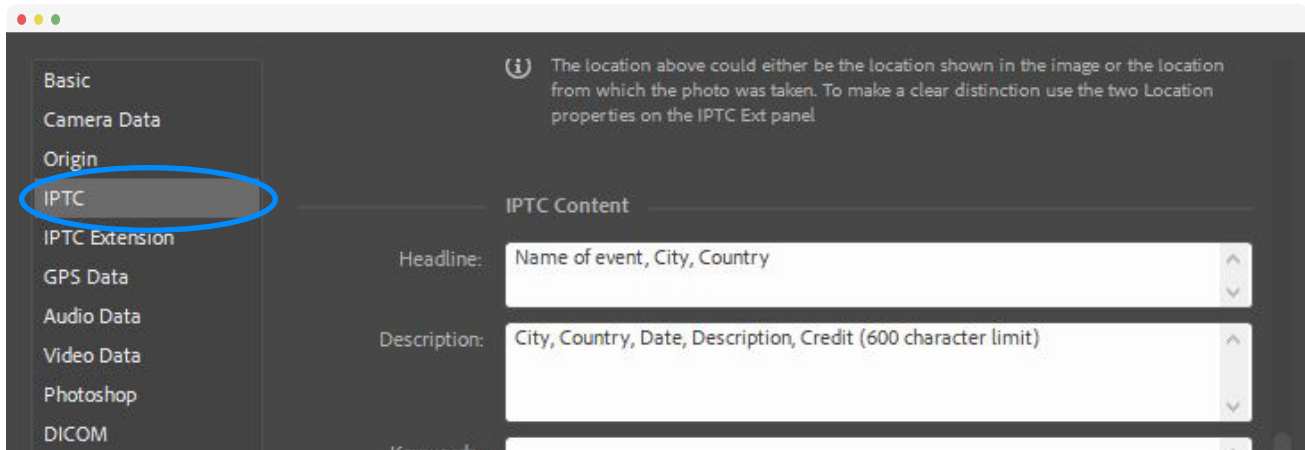 Basic
Camera Data
Origin
IPTC
IPTC Extension
GPS Data
Audio Data
Video Data
Photoshop
DICOM
The location above could either be the location shown in the image or the location
from which the photo was taken. To make a clear distinction use the two Location
properties on the IPTC Ext panel
IPTC Content
Headline:
Name of event, City, Country
Description:
City, Country, Date, Description, Credit (600 character limit)